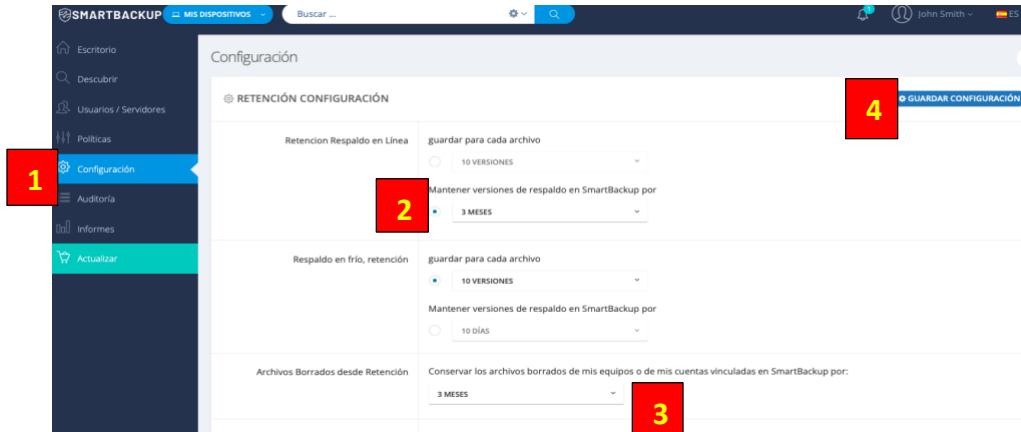 SMARTBACKUP MIS DISPOSITIVOS Buscar ... 1 John Smith ES
Escritorio
Descubrir
Usuarios / Servidores
Políticas
1 Configuración
Auditoría
Informes
Actualizar
Configuración
RETENCIÓN CONFIGURACIÓN
4 GUARDAR CONFIGURACIÓN
Retencion Respaldo en Línea
guardar para cada archivo
10 VERSIONES
Mantener versiones de respaldo en SmartBackup por
2 3 MESES
Respaldo en frío, retención
guardar para cada archivo
10 VERSIONES
Mantener versiones de respaldo en SmartBackup por
10 DÍAS
Archivos Borrados desde Retención
Conservar los archivos borrados de mis equipos o de mis cuentas vinculadas en SmartBackup por:
3 MESES
3